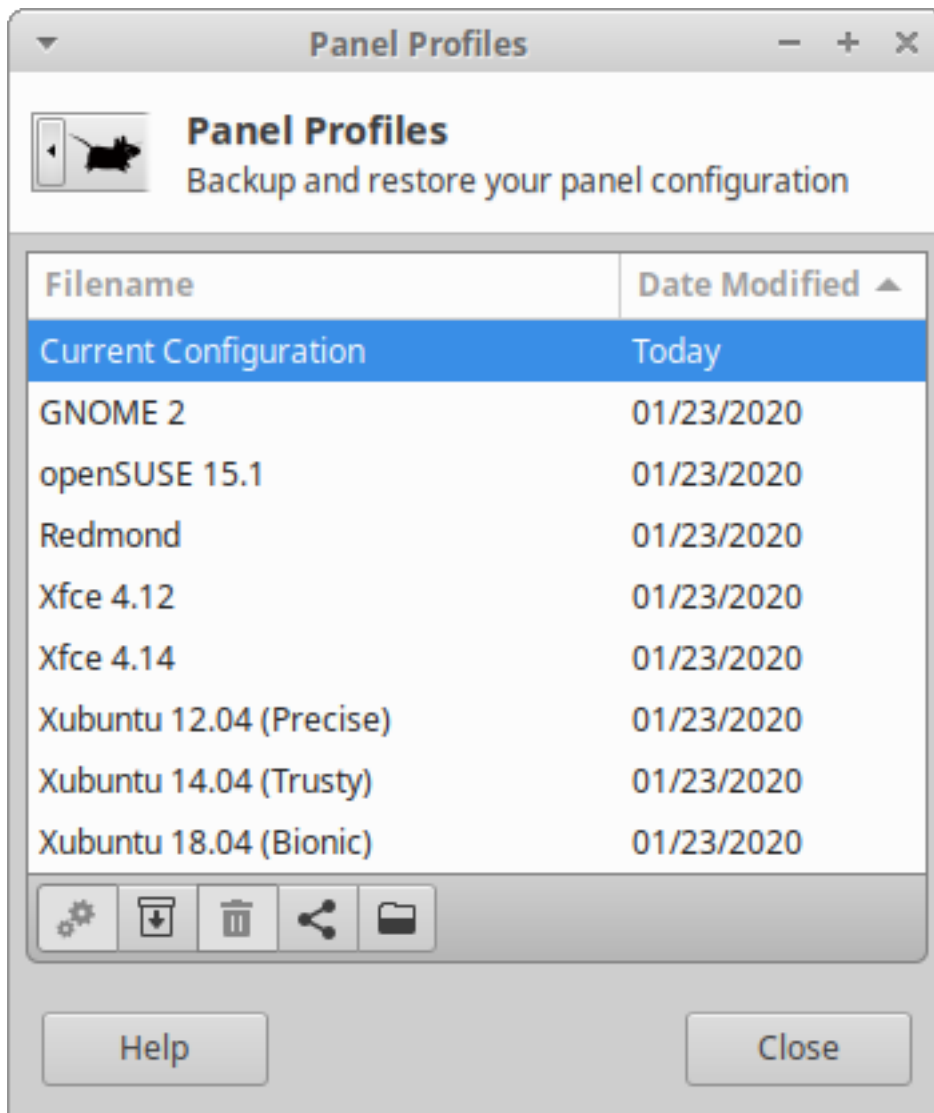 Panel Profiles
Panel Profiles
Backup and restore your panel configuration
Filename Date Modified
Current Configuration Today
GNOME 2 01/23/2020
openSUSE 15.1 01/23/2020
Redmond 01/23/2020
Xfce 4.12 01/23/2020
Xfce 4.14 01/23/2020
Xubuntu 12.04 (Precise) 01/23/2020
Xubuntu 14.04 (Trusty) 01/23/2020
Xubuntu 18.04 (Bionic) 01/23/2020
Help Close